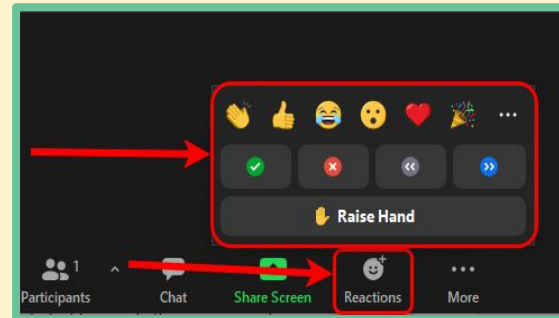 Raise Hand
1
Participants
Chat
Share Screen
Reactions
More